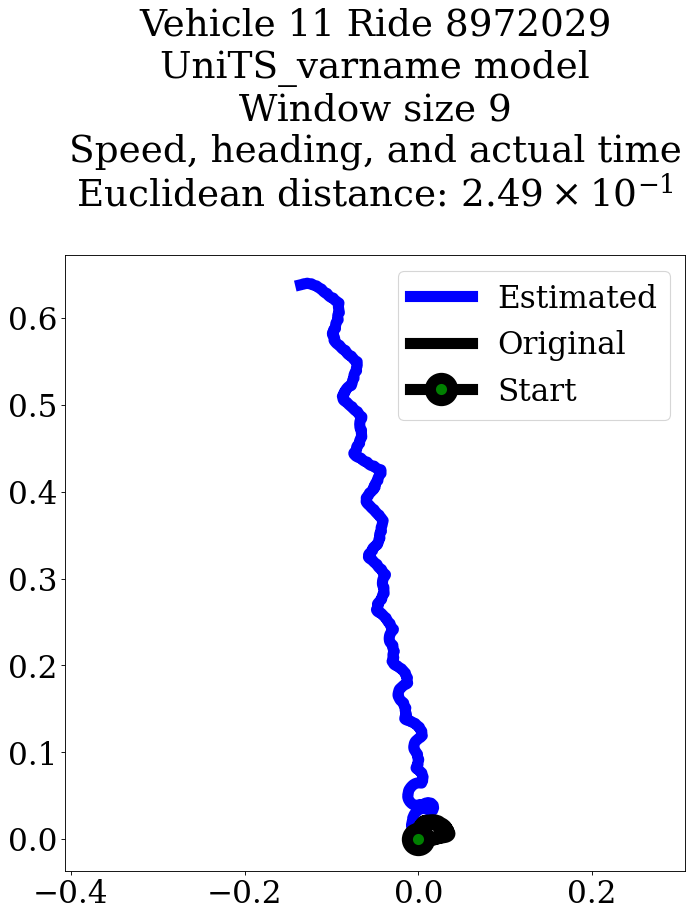 Vehicle 11 Ride 8972029
UniTS_varname model
Window size 9
Speed, heading, and actual time
Euclidean distance: 2.49 × 10⁻¹
Estimated
Original
Start
0.6
0.5
0.4
0.3
0.2
0.1
0.0
−0.4
−0.2
0.0
0.2